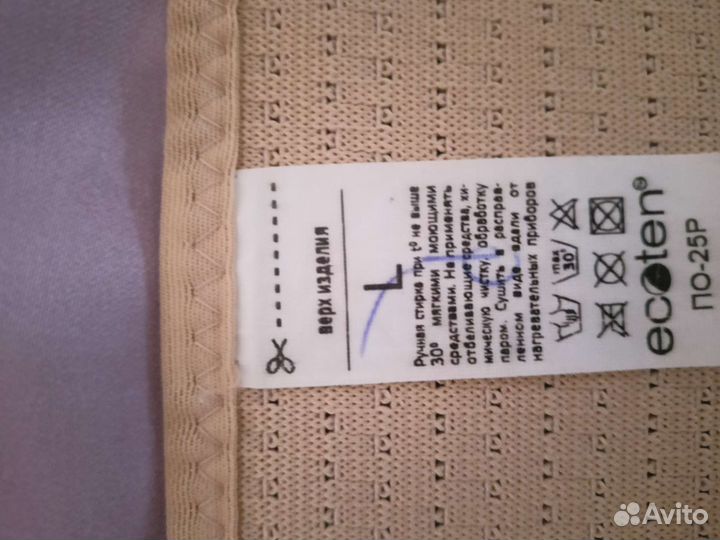 верх изделия
L
Ручная стирка при t° не выше
30° мягкими моющими
средствами. Не применять
отбеливающие средства, хи-
мическую чистку, обработку
паром. Сушить в расправ-
ленном виде вдали от
нагревательных приборов
max
30°
ecoten®
ПО-25Р
Avito